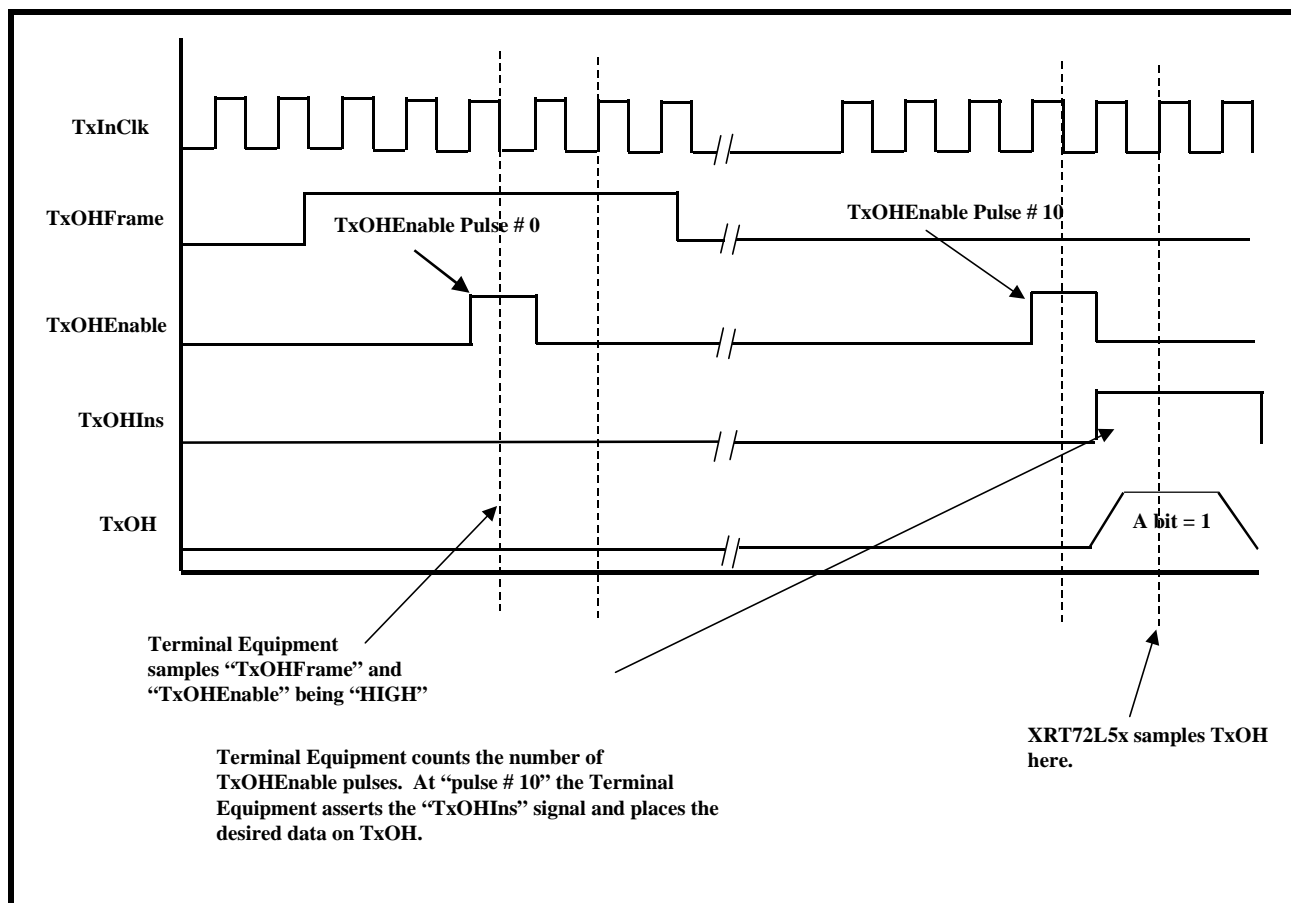 TxInClk
TxOHFrame
TxOHEnable Pulse # 0
TxOHEnable Pulse # 10
TxOHEnable
TxOHIns
TxOH
A bit = 1
Terminal Equipment
samples “TxOHFrame” and
“TxOHEnable” being “HIGH”
XRT72L5x samples TxOH
here.
Terminal Equipment counts the number of
TxOHEnable pulses.  At “pulse # 10” the Terminal
Equipment asserts the “TxOHIns” signal and places the
desired data on TxOH.